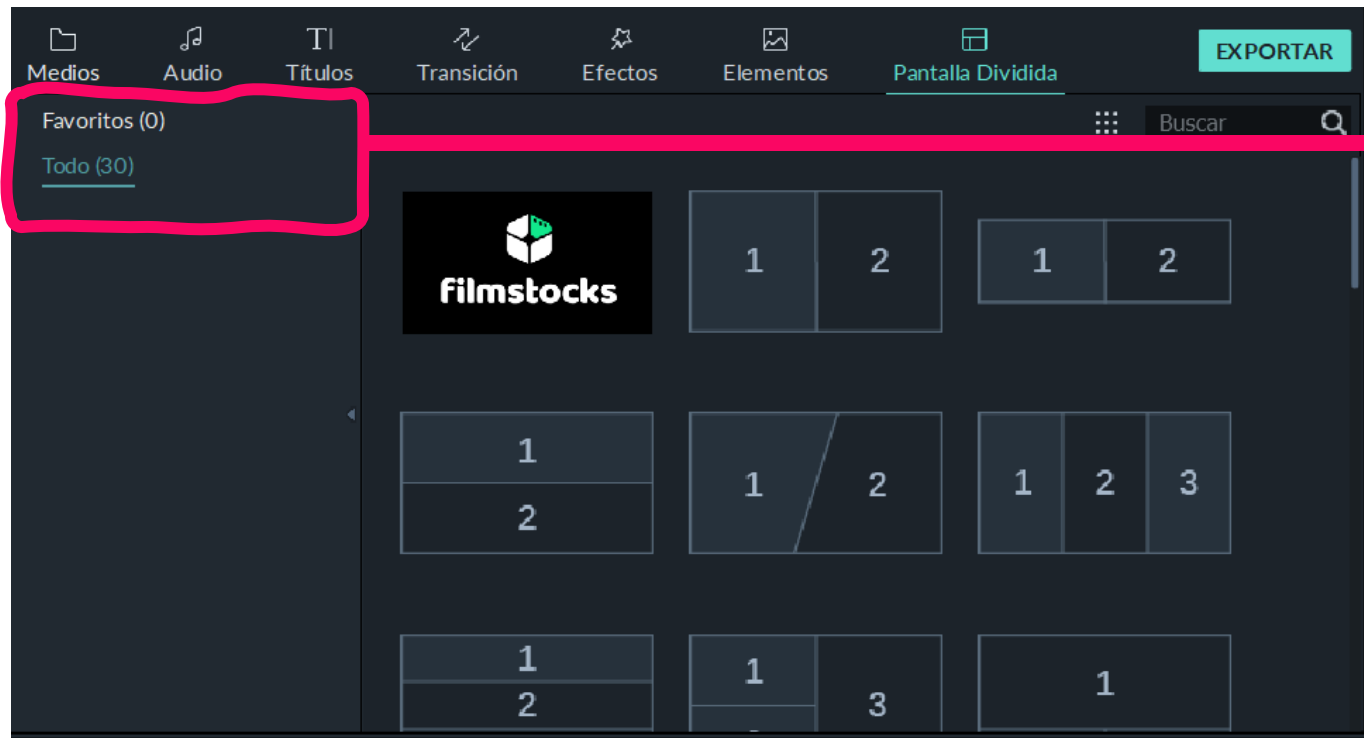 Medios Audio Títulos Transición Efectos Elementos Pantalla Dividida EXPORTAR
Favoritos (0)
Buscar
Todo (30)
filmstocks
1 2
1 2
1
2
1 2
1 2 3
1
2
1
3
1